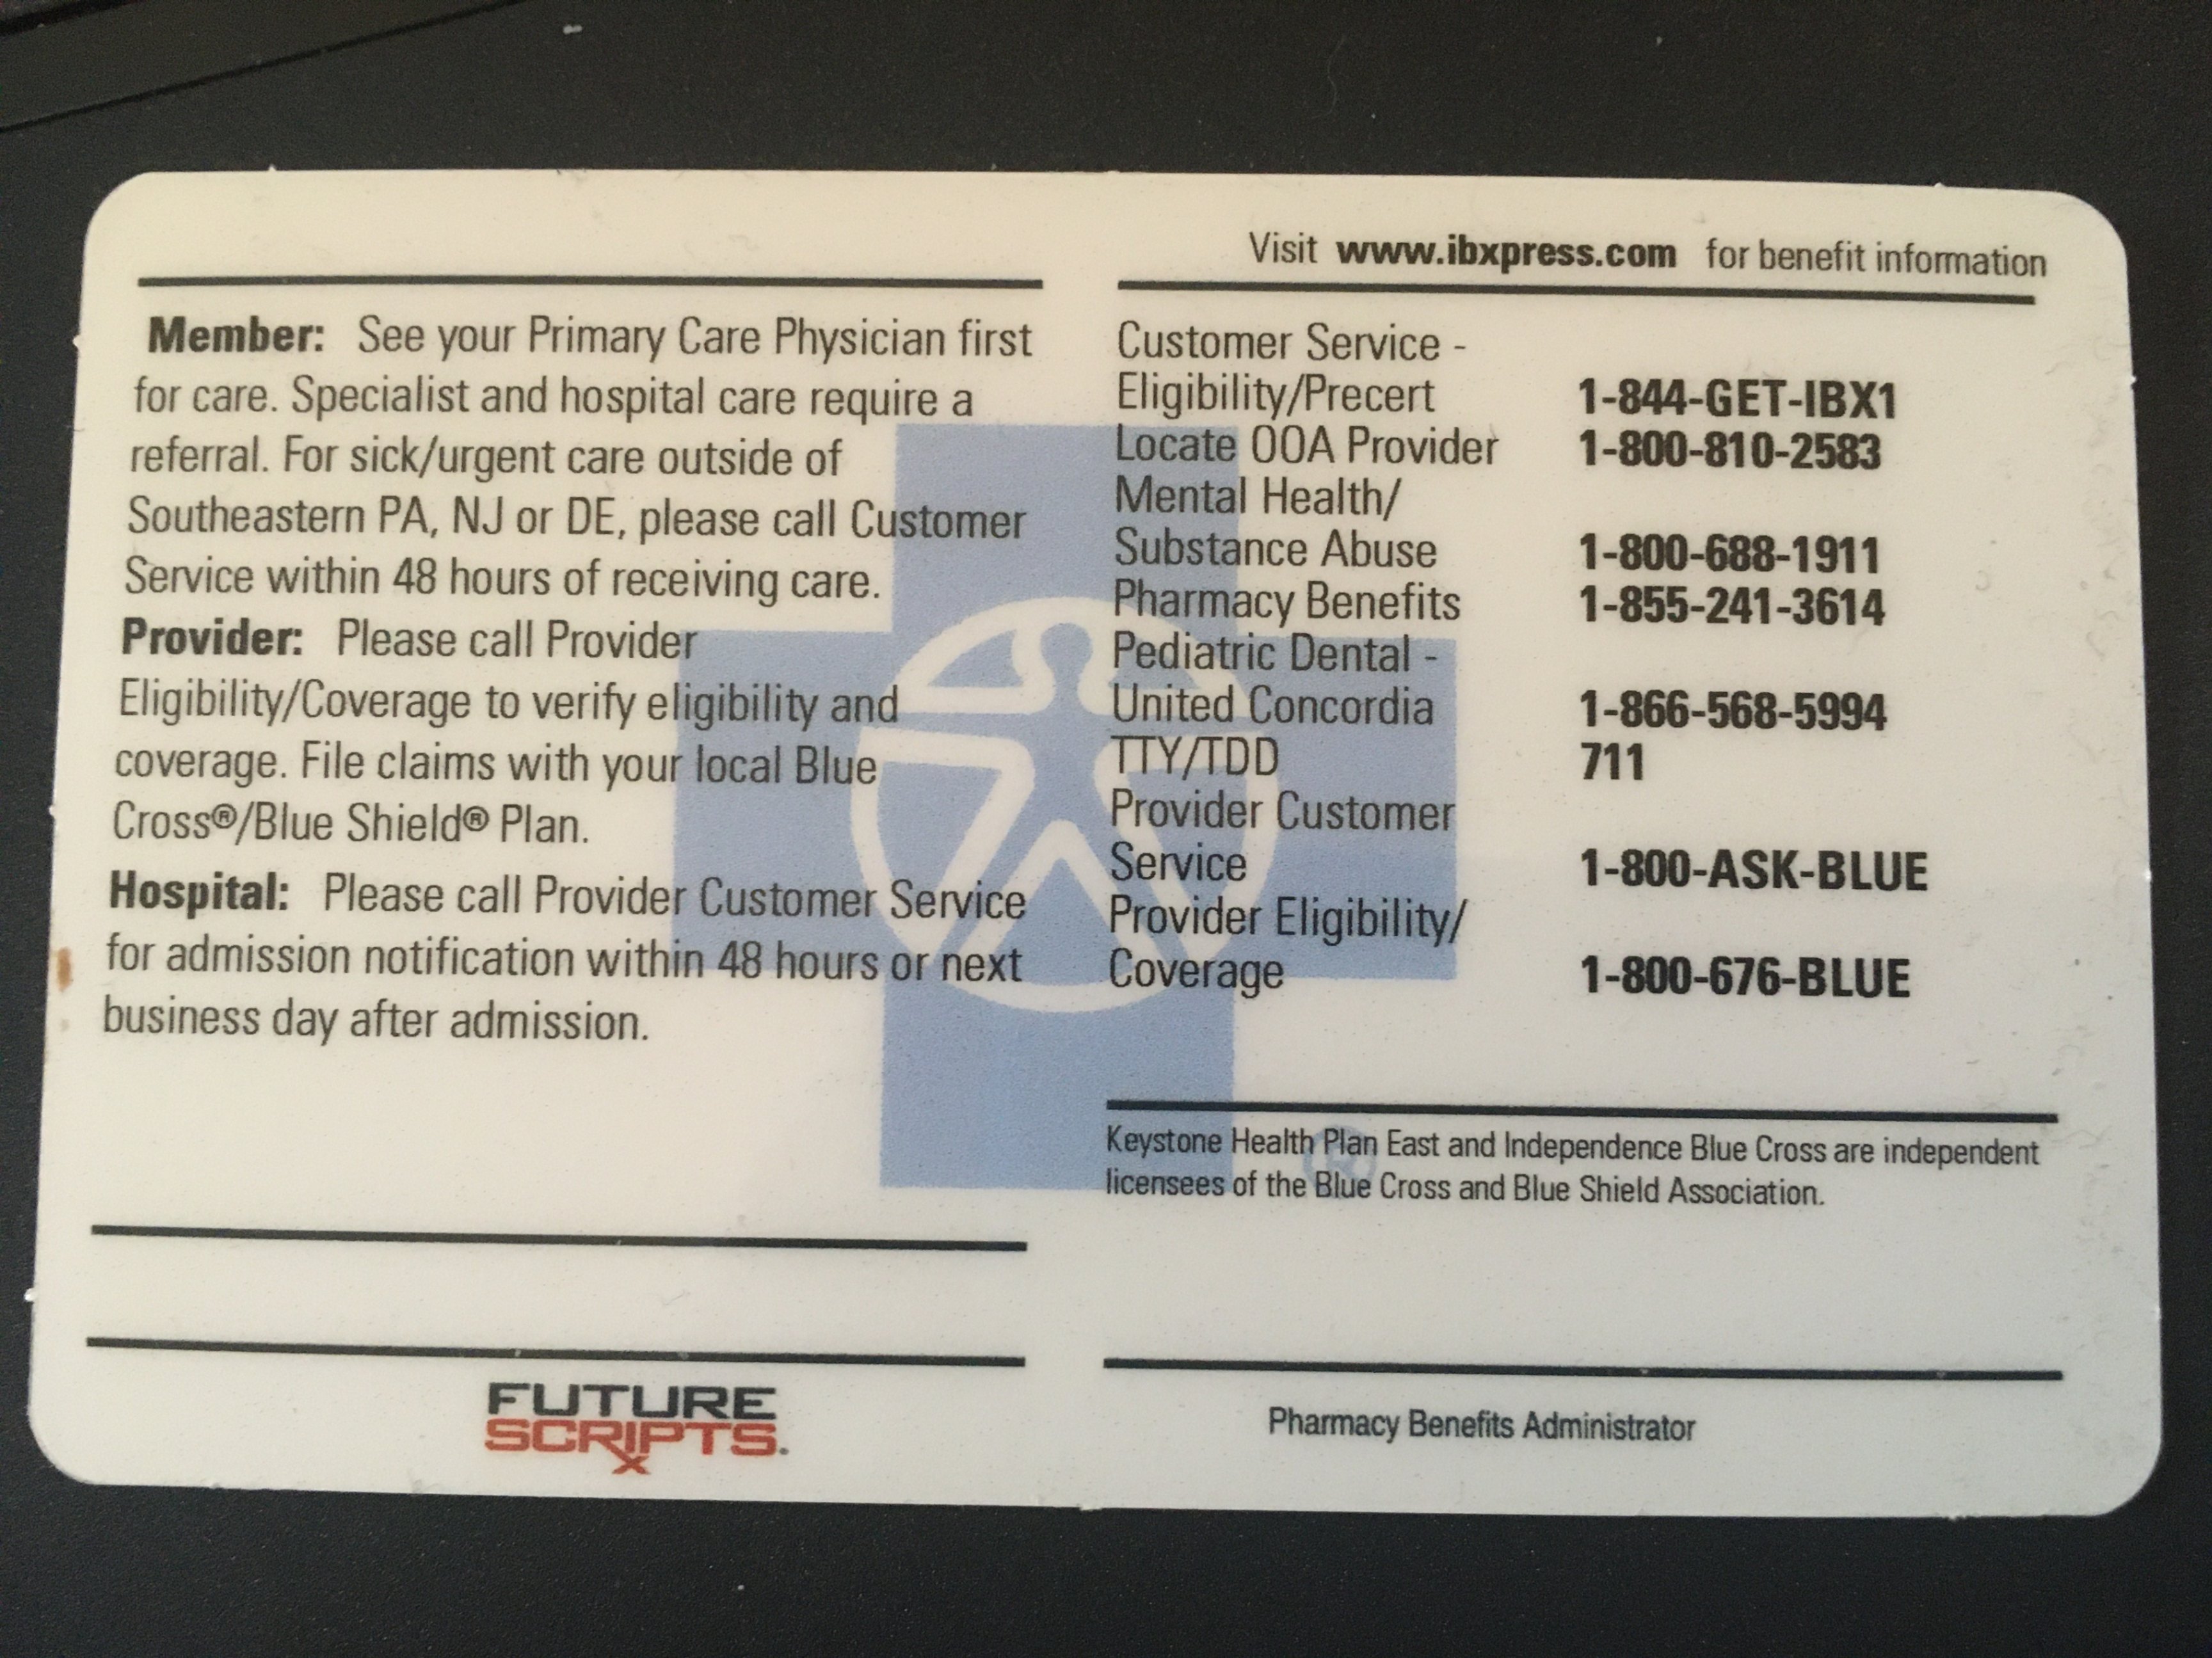 Member: See your Primary Care Physician first
for care. Specialist and hospital care require a
referral. For sick/urgent care outside of
Southeastern PA, NJ or DE, please call Customer
Service within 48 hours of receiving care.
Provider: Please call Provider
Eligibility/Coverage to verify eligibility and
coverage. File claims with your local Blue
Cross®/Blue Shield® Plan.
Hospital: Please call Provider Customer Service
for admission notification within 48 hours or next
business day after admission.
FUTURE
SCRIPTS.
Visit www.ibxpress.com for benefit information
Customer Service -
Eligibility/Precert 1-844-GET-IBX1
Locate OOA Provider 1-800-810-2583
Mental Health/
Substance Abuse 1-800-688-1911
Pharmacy Benefits 1-855-241-3614
Pediatric Dental -
United Concordia 1-866-568-5994
TTY/TDD 711
Provider Customer
Service 1-800-ASK-BLUE
Provider Eligibility/
Coverage 1-800-676-BLUE
®
Keystone Health Plan East and Independence Blue Cross are independent
licensees of the Blue Cross and Blue Shield Association.
Pharmacy Benefits Administrator